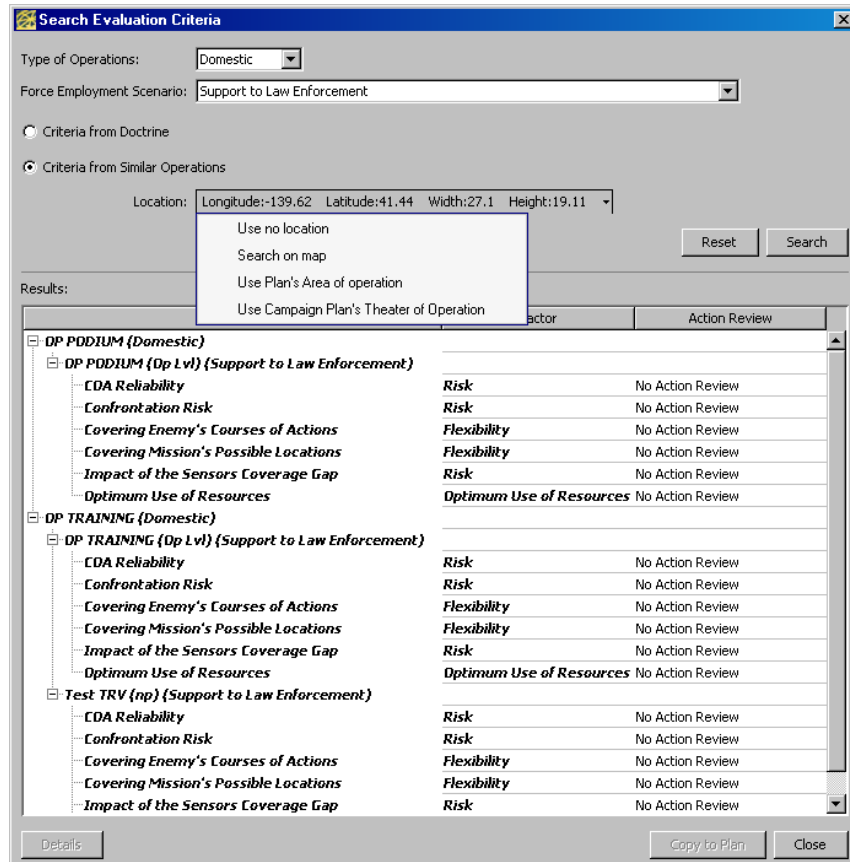 Search Evaluation Criteria
Type of Operations: Domestic
Force Employment Scenario: Support to Law Enforcement
Criteria from Doctrine
Criteria from Similar Operations
Location: Longitude:-139.62 Latitude:41.44 Width:27.1 Height:19.11
Use no location
Search on map
Use Plan's Area of operation
Use Campaign Plan's Theater of Operation
Reset Search
Results:
actor Action Review
OP PODIUM (Domestic)
OP PODIUM (Op Lvl) (Support to Law Enforcement)
COA Reliability Risk No Action Review
Confrontation Risk Risk No Action Review
Covering Enemy's Courses of Actions Flexibility No Action Review
Covering Mission's Possible Locations Flexibility No Action Review
Impact of the Sensors Coverage Gap Risk No Action Review
Optimum Use of Resources Optimum Use of Resources No Action Review
OP TRAINING (Domestic)
OP TRAINING (Op Lvl) (Support to Law Enforcement)
COA Reliability Risk No Action Review
Confrontation Risk Risk No Action Review
Covering Enemy's Courses of Actions Flexibility No Action Review
Covering Mission's Possible Locations Flexibility No Action Review
Impact of the Sensors Coverage Gap Risk No Action Review
Optimum Use of Resources Optimum Use of Resources No Action Review
Test TRV (np) (Support to Law Enforcement)
COA Reliability Risk No Action Review
Confrontation Risk Risk No Action Review
Covering Enemy's Courses of Actions Flexibility No Action Review
Covering Mission's Possible Locations Flexibility No Action Review
Impact of the Sensors Coverage Gap Risk No Action Review
Details Copy to Plan Close